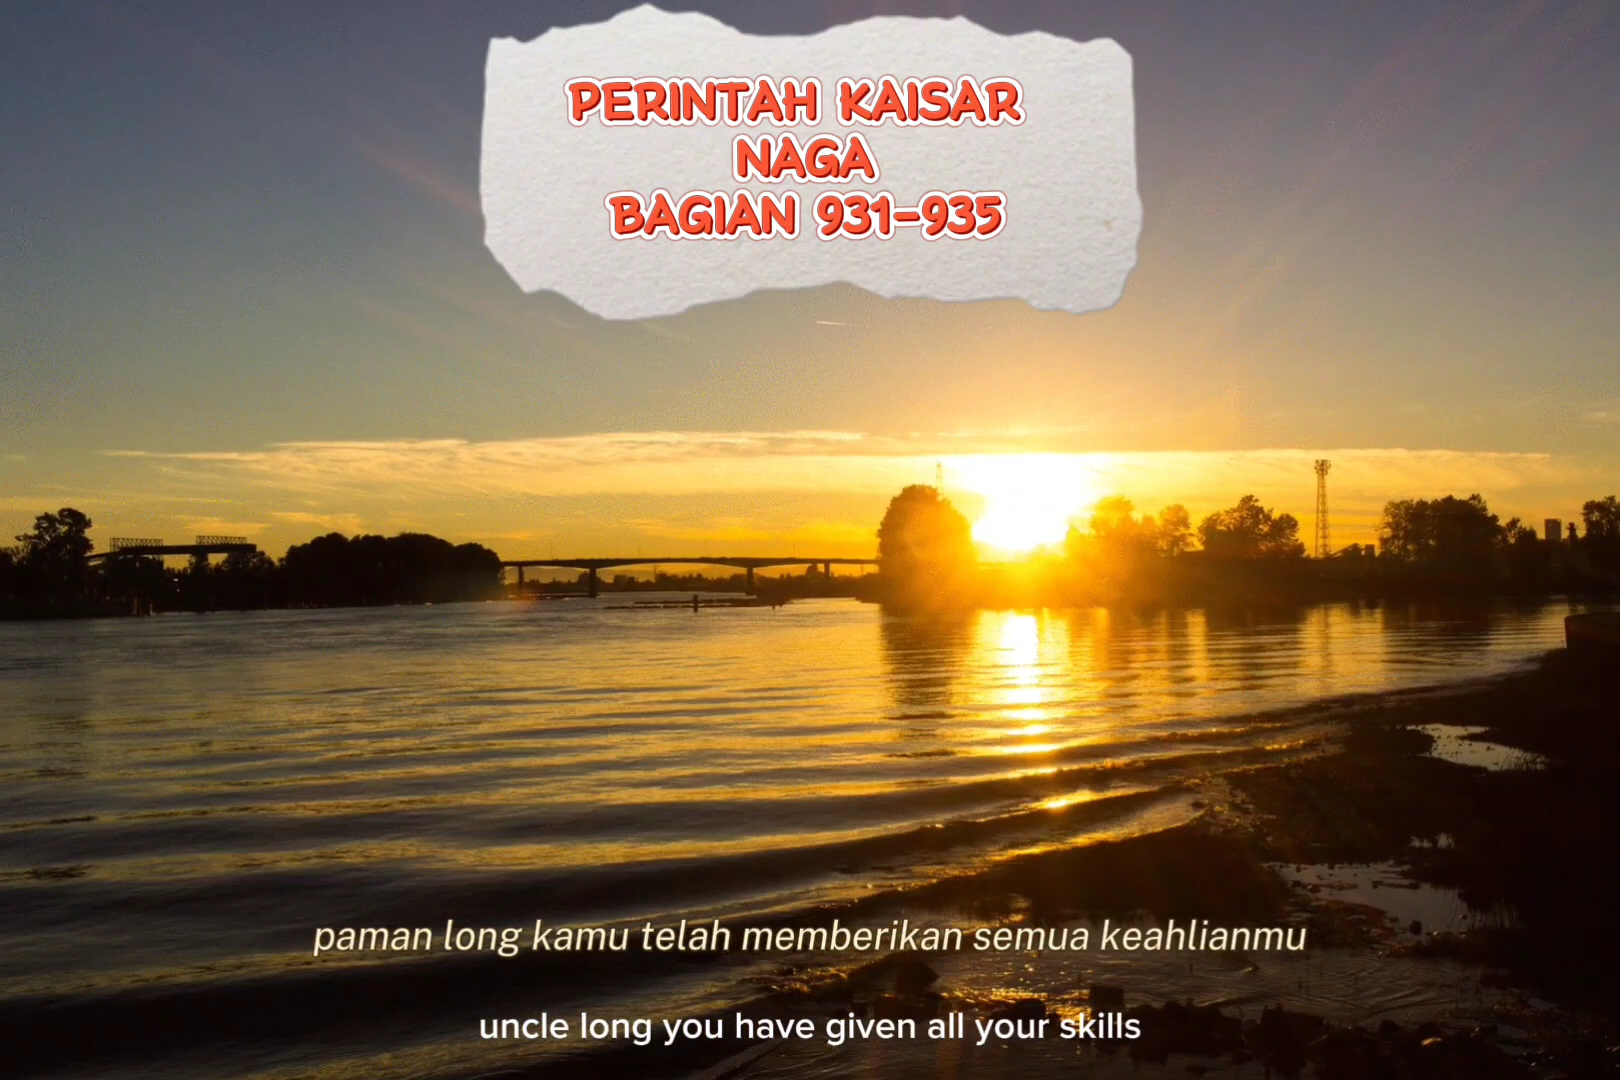 PERINTAH KAISAR
NAGA
BAGIAN 931-935
paman long kamu telah memberikan semua keahlianmu
uncle long you have given all your skills